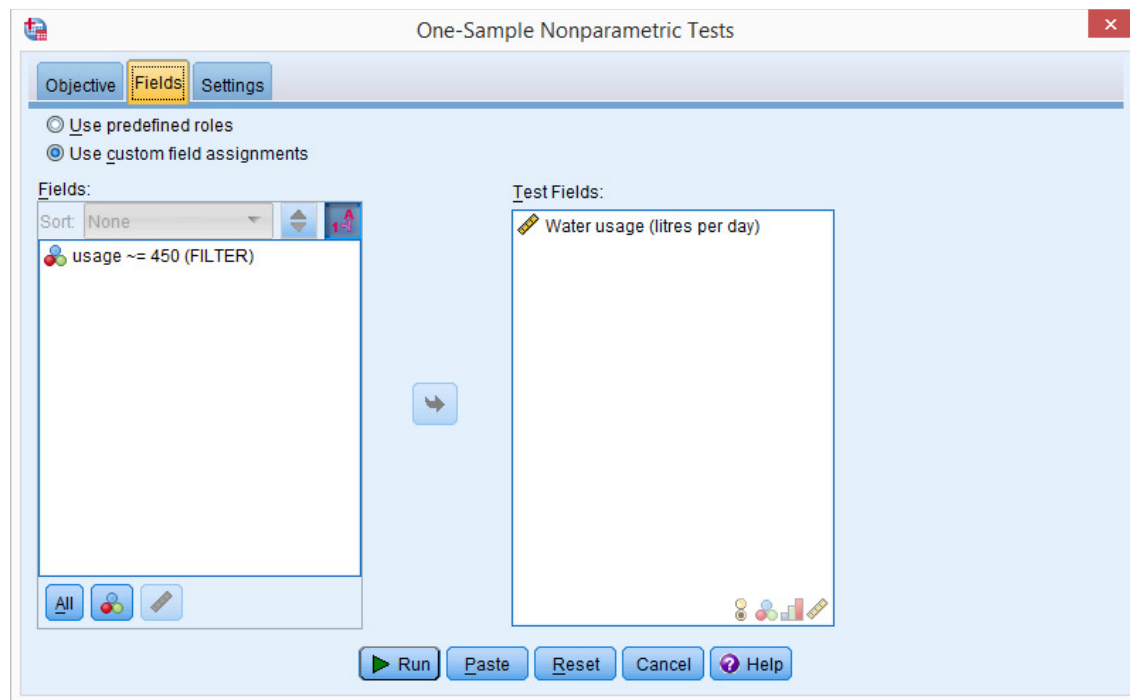 One-Sample Nonparametric Tests
Objective Fields Settings
Use predefined roles
Use custom field assignments
Fields:
Sort: None
Test Fields:
usage ~= 450 (FILTER)
Water usage (litres per day)
All
Run Paste Reset Cancel Help